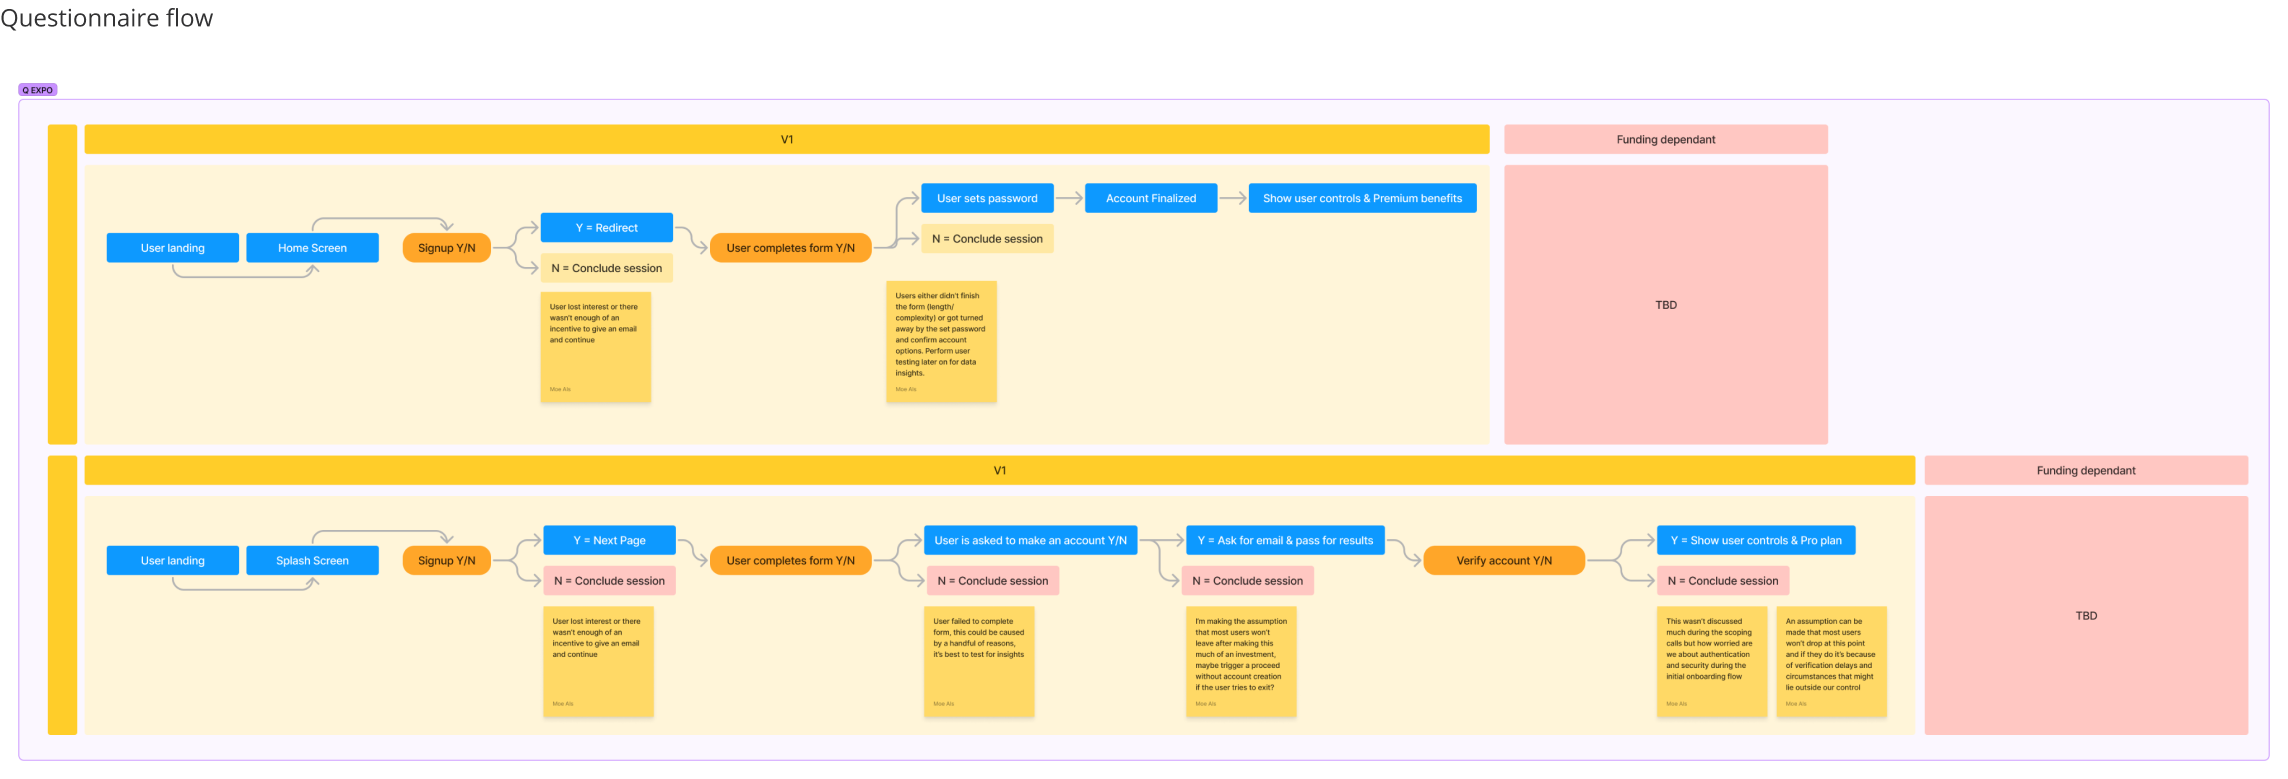 Questionnaire flow
Q EXPO
V1
Funding dependant
User landing
Home Screen
Signup Y/N
Y = Redirect
N = Conclude session
User lost interest or there
wasn't enough of an
incentive to give an email
and continue
Moe Als
User completes form Y/N
User sets password
N = Conclude session
Account Finalized
Show user controls & Premium benefits
Users either didn't finish
the form (length/
complexity) or got turned
away by the set password
and confirm account
options. Perform user
testing later on for data
insights.
Moe Als
TBD
V1
Funding dependant
User landing
Splash Screen
Signup Y/N
Y = Next Page
N = Conclude session
User lost interest or there
wasn't enough of an
incentive to give an email
and continue
Moe Als
User completes form Y/N
User is asked to make an account Y/N
N = Conclude session
User failed to complete
form, this could be caused
by a handful of reasons,
it's best to test for insights
Moe Als
Y = Ask for email & pass for results
N = Conclude session
I'm making the assumption
that most users won't
leave after making this
much of an investment,
maybe trigger a proceed
without account creation
if the user tries to exit?
Moe Als
Verify account Y/N
Y = Show user controls & Pro plan
N = Conclude session
This wasn't discussed
much during the scoping
calls but how worried are
we about authentication
and security during the
initial onboarding flow
Moe Als
An assumption can be
made that most users
won't drop at this point
and if they do it's because
of verification delays and
circumstances that might
lie outside our control
Moe Als
TBD